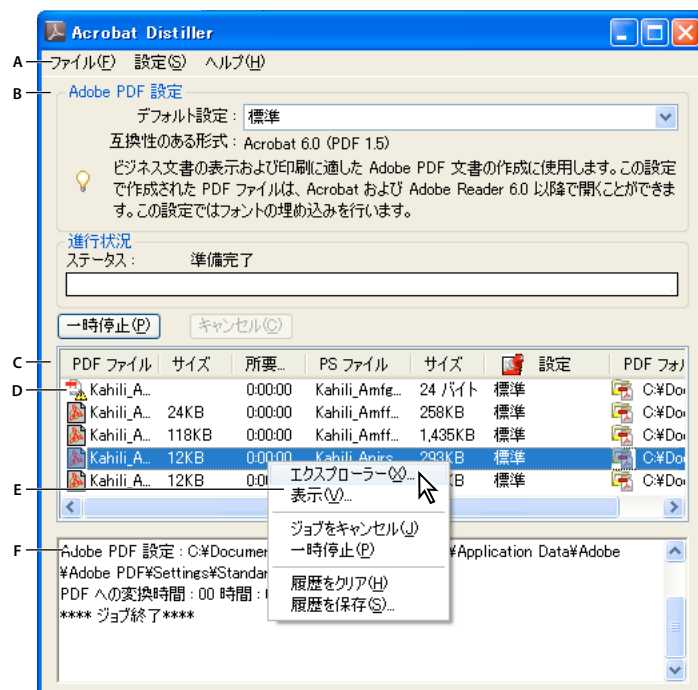 Acrobat Distiller
A
ファイル(F) 設定(S) ヘルプ(H)
B
Adobe PDF 設定
デフォルト設定 : 標準
互換性のある形式 : Acrobat 6.0 (PDF 1.5)
ビジネス文書の表示および印刷に適した Adobe PDF 文書の作成に使用します。この設定
で作成された PDF ファイルは、Acrobat および Adobe Reader 6.0 以降で開くことができま
す。この設定ではフォントの埋め込みを行います。
進行状況
ステータス : 準備完了
一時停止(P) キャンセル(C)
C
PDF ファイル サイズ 所要... PS ファイル サイズ 設定 PDF フォル
D
Kahili_A... 0:00:00 Kahili_Amfg... 24 バイト 標準 C:¥Do
Kahili_A... 24KB 0:00:00 Kahili_Amff... 258KB 標準 C:¥Do
Kahili_A... 118KB 0:00:00 Kahili_Amff... 1,435KB 標準 C:¥Do
Kahili_A... 12KB 0:00:00 Kahili_Apirs... 293KB 標準 C:¥Do
Kahili_A... 12KB 0:0 KB 標準 C:¥Do
E
エクスプローラー(X)...
表示(V)...
ジョブをキャンセル(J)
一時停止(P)
履歴をクリア(H)
履歴を保存(S)...
F
Adobe PDF 設定 : C:¥Documen ¥Application Data¥Adobe
¥Adobe PDF¥Settings¥Standar
PDF への変換時間 : 00 時間 :
**** ジョブ終了****